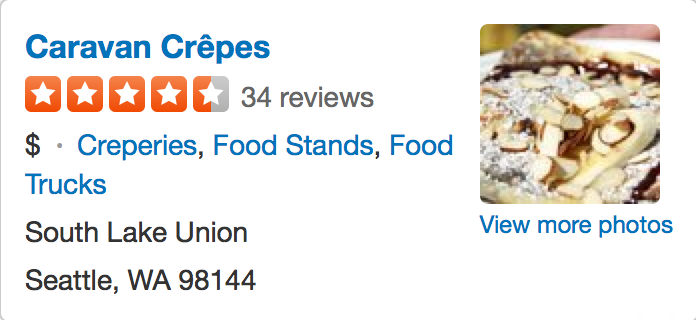 Caravan Crêpes
34 reviews
$ · Creperies, Food Stands, Food
Trucks
South Lake Union
Seattle, WA 98144
View more photos